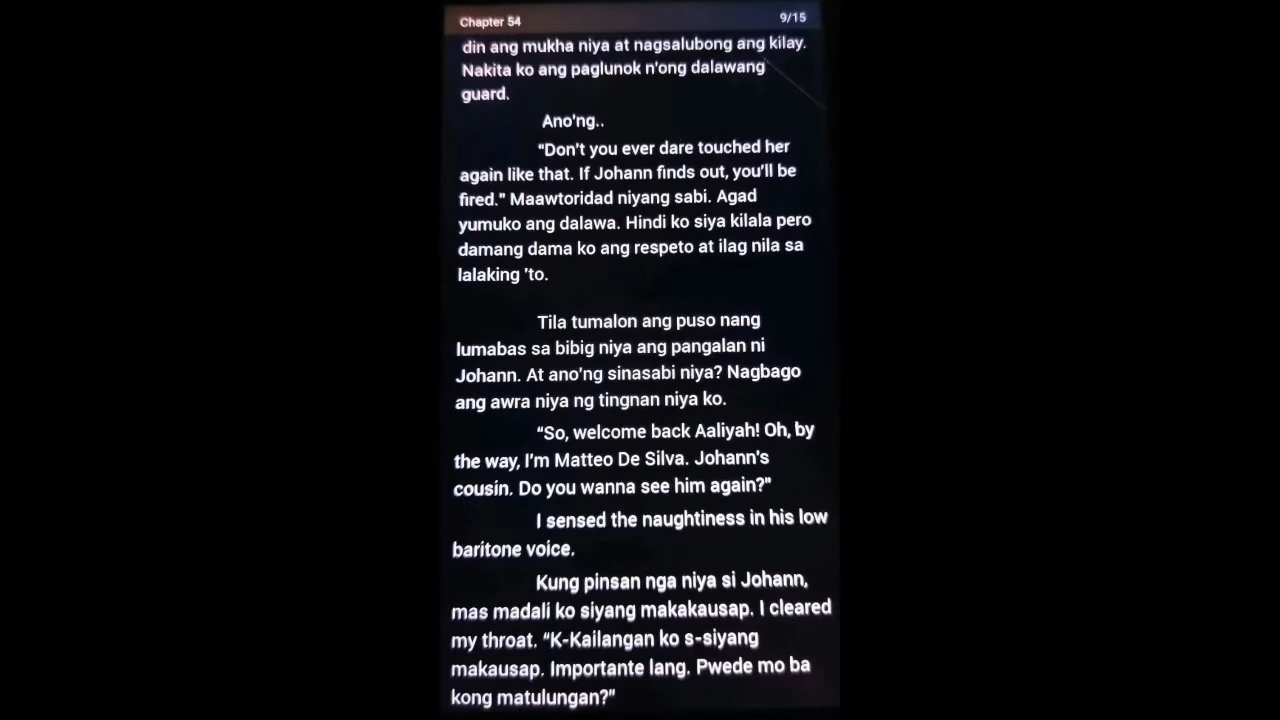 Chapter 54
9/15
din ang mukha niya at nagsalubong ang kilay.
Nakita ko ang paglunok n'ong dalawang
guard.
Ano'ng..
"Don't you ever dare touched her
again like that. If Johann finds out, you'll be
fired." Maawtoridad niyang sabi. Agad
yumuko ang dalawa. Hindi ko siya kilala pero
damang dama ko ang respeto at ilag nila sa
lalaking 'to.
Tila tumalon ang puso nang
lumabas sa bibig niya ang pangalan ni
Johann. At ano'ng sinasabi niya? Nagbago
ang awra niya ng tingnan niya ko.
"So, welcome back Aaliyah! Oh, by
the way, I'm Matteo De Silva. Johann's
cousin. Do you wanna see him again?"
I sensed the naughtiness in his low
baritone voice.
Kung pinsan nga niya si Johann,
mas madali ko siyang makakausap. I cleared
my throat. "K-Kailangan ko s-siyang
makausap. Importante lang. Pwede mo ba
kong matulungan?"